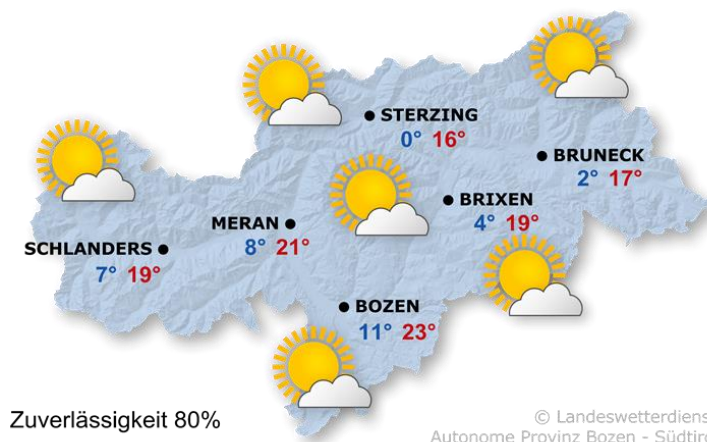 STERZING
0° 16°
BRUNECK
2° 17°
BRIXEN
4° 19°
MERAN
8° 21°
SCHLANDERS
7° 19°
BOZEN
11° 23°
Zuverlässigkeit 80%
© Landeswetterdiens
Autonome Provinz Bozen - Südtiro